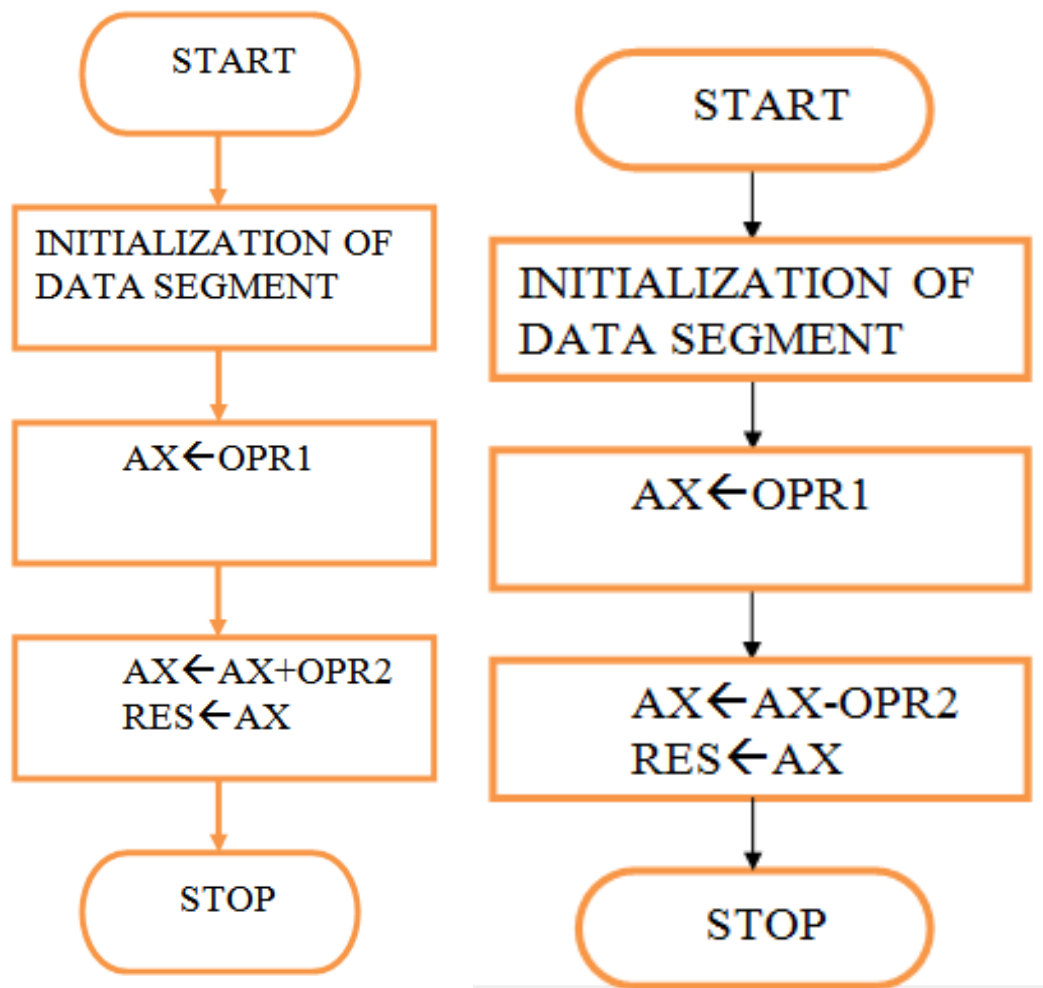 START
INITIALIZATION OF
DATA SEGMENT
AX←OPR1
AX←AX+OPR2
RES←AX
STOP
START
INITIALIZATION OF
DATA SEGMENT
AX←OPR1
AX←AX-OPR2
RES←AX
STOP